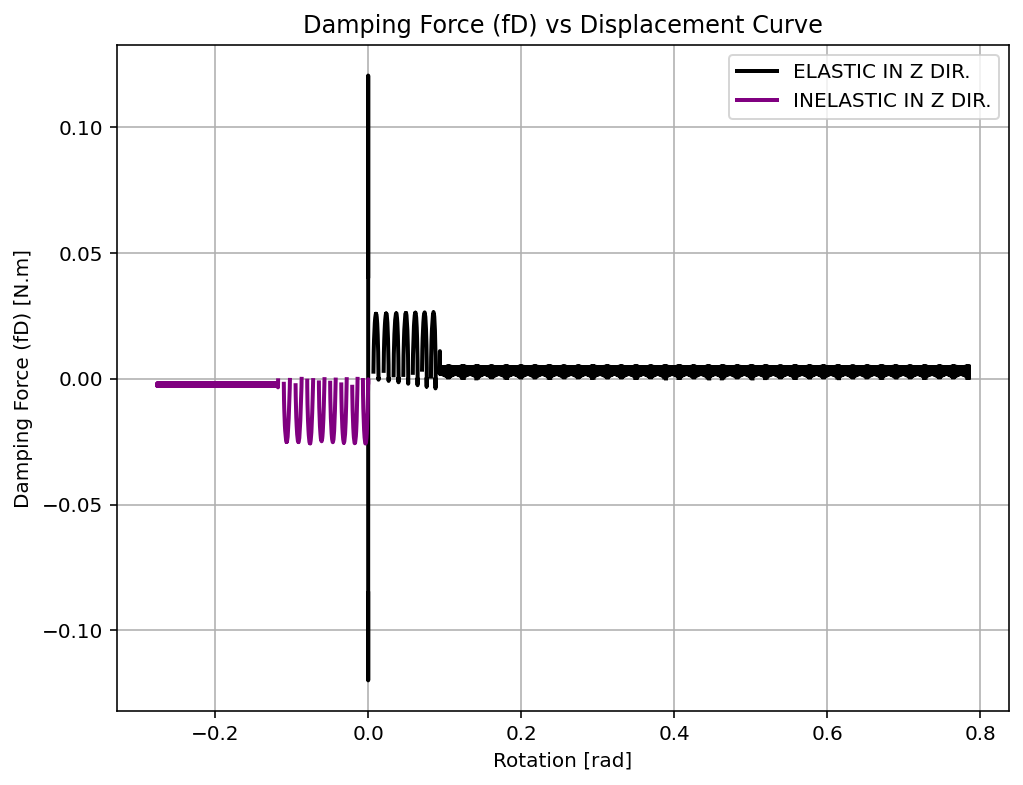 Damping Force (fD) vs Displacement Curve
ELASTIC IN Z DIR.
INELASTIC IN Z DIR.
Damping Force (fD) [N.m]
0.10
0.05
0.00
−0.05
−0.10
−0.2 0.0 0.2 0.4 0.6 0.8
Rotation [rad]